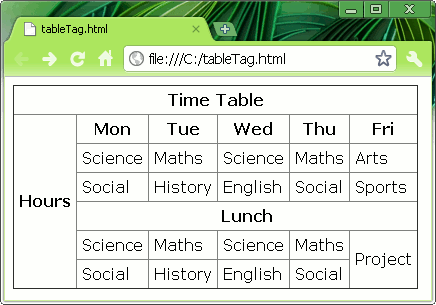 tableTag.html
file:///C:/tableTag.html
Time Table
Hours Mon Tue Wed Thu Fri
Science Maths Science Maths Arts
Social History English Social Sports
Lunch
Science Maths Science Maths Project
Social History English Social